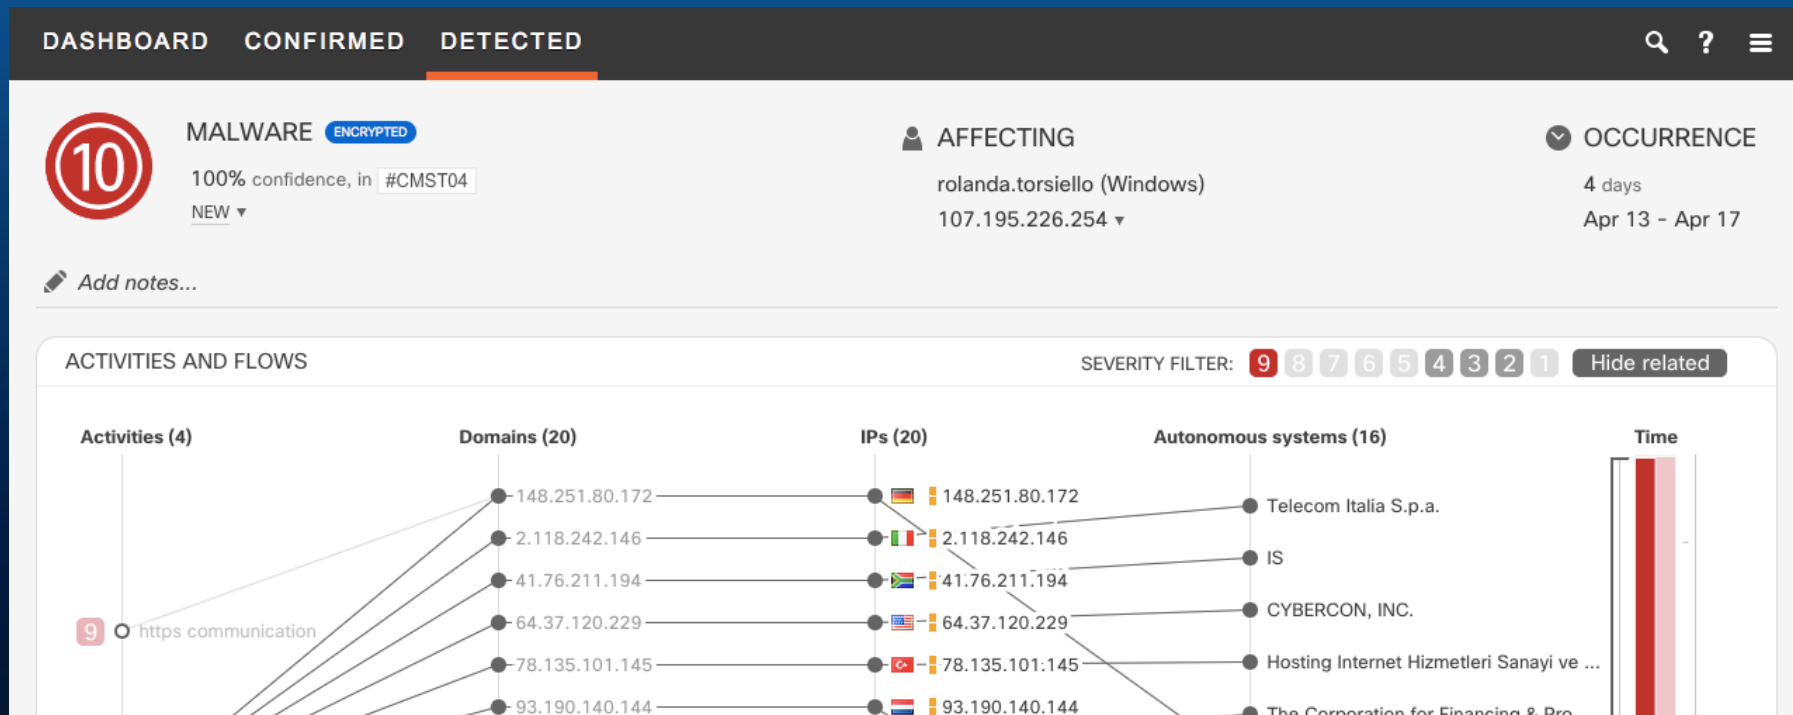 DASHBOARD CONFIRMED DETECTED ?
10
MALWARE ENCRYPTED
100% confidence, in #CMST04
NEW
AFFECTING
rolanda.torsiello (Windows)
107.195.226.254
OCCURRENCE
4 days
Apr 13 - Apr 17
Add notes...
ACTIVITIES AND FLOWS SEVERITY FILTER: 9 8 7 6 5 4 3 2 1 Hide related
Activities (4) Domains (20) IPs (20) Autonomous systems (16) Time
148.251.80.172 148.251.80.172
Telecom Italia S.p.a.
2.118.242.146 2.118.242.146
IS
41.76.211.194 41.76.211.194
CYBERCON, INC.
64.37.120.229 64.37.120.229
9 https communication
78.135.101.145 78.135.101.145 Hosting Internet Hizmetleri Sanayi ve ...
93.190.140.144 93.190.140.144
The Corporation for Financing & Pro...